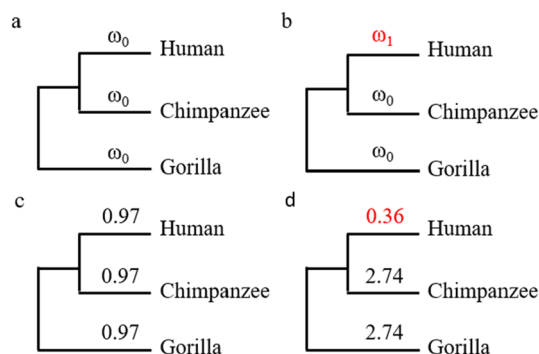 a
ω0 Human
ω0 Chimpanzee
ω0 Gorilla
b
ω1 Human
ω0 Chimpanzee
ω0 Gorilla
c
0.97 Human
0.97 Chimpanzee
0.97 Gorilla
d
0.36 Human
2.74 Chimpanzee
2.74 Gorilla